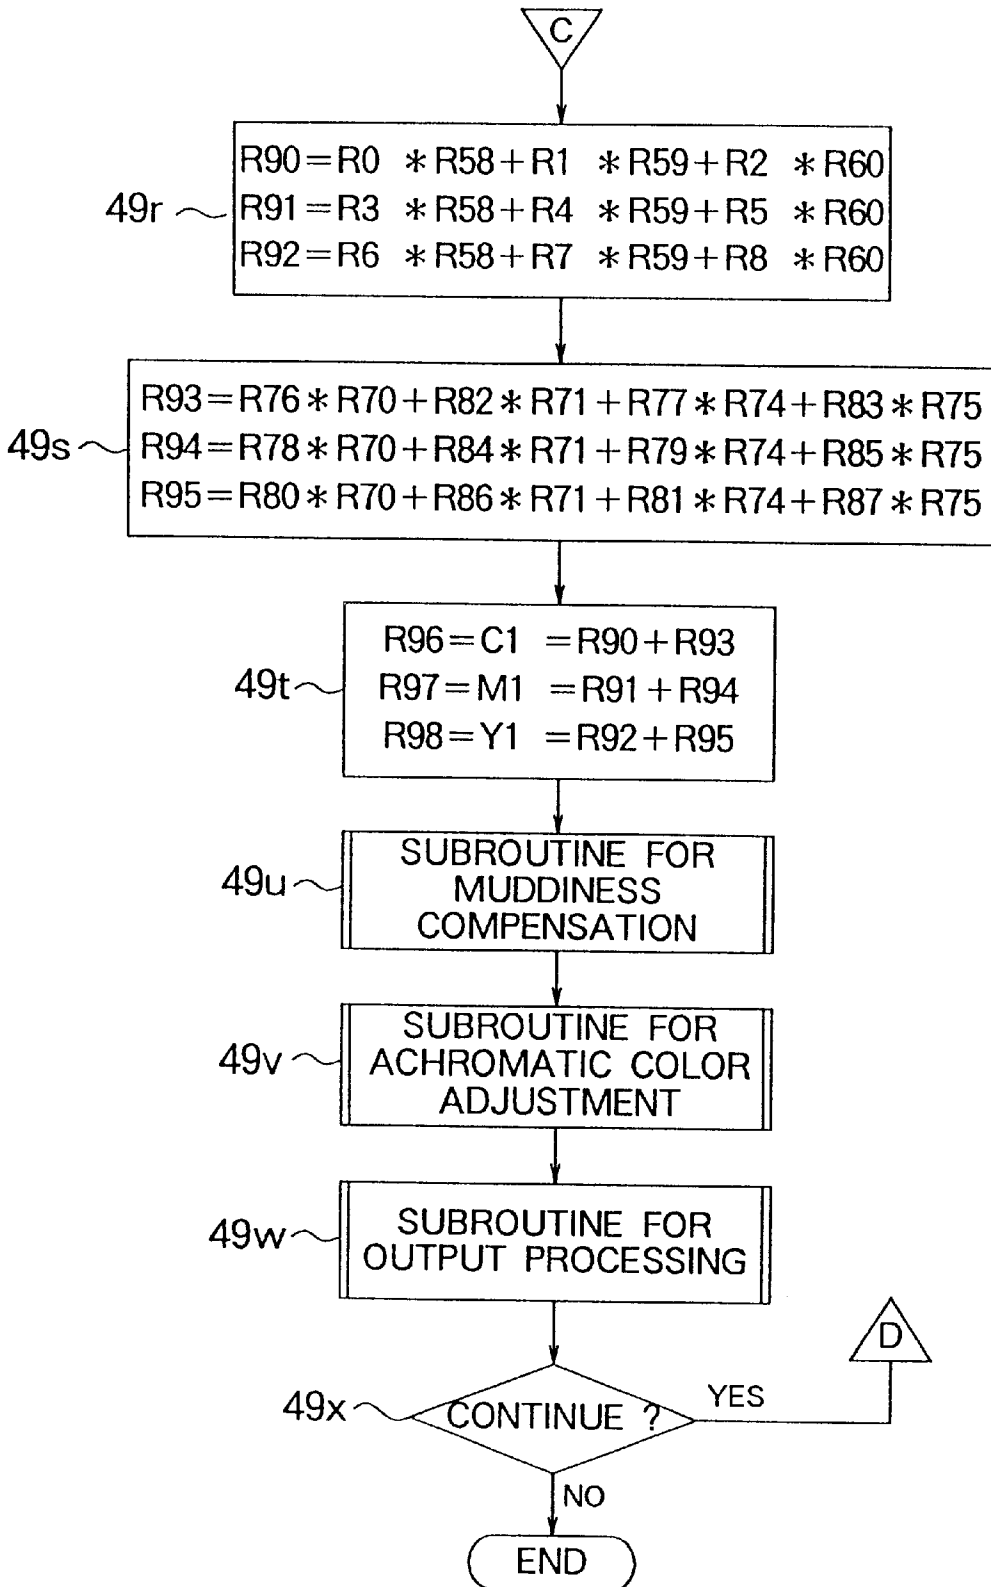 C
R90=R0 *R58+R1 *R59+R2 *R60
49r
R91=R3 *R58+R4 *R59+R5 *R60
R92=R6 *R58+R7 *R59+R8 *R60
R93=R76*R70+R82*R71+R77*R74+R83*R75
49s
R94=R78*R70+R84*R71+R79*R74+R85*R75
R95=R80*R70+R86*R71+R81*R74+R87*R75
R96=C1 =R90+R93
49t
R97=M1 =R91+R94
R98=Y1 =R92+R95
49u
SUBROUTINE FOR
MUDDINESS
COMPENSATION
49v
SUBROUTINE FOR
ACHROMATIC COLOR
ADJUSTMENT
49w
SUBROUTINE FOR
OUTPUT PROCESSING
D
49x
CONTINUE ?
YES
NO
END